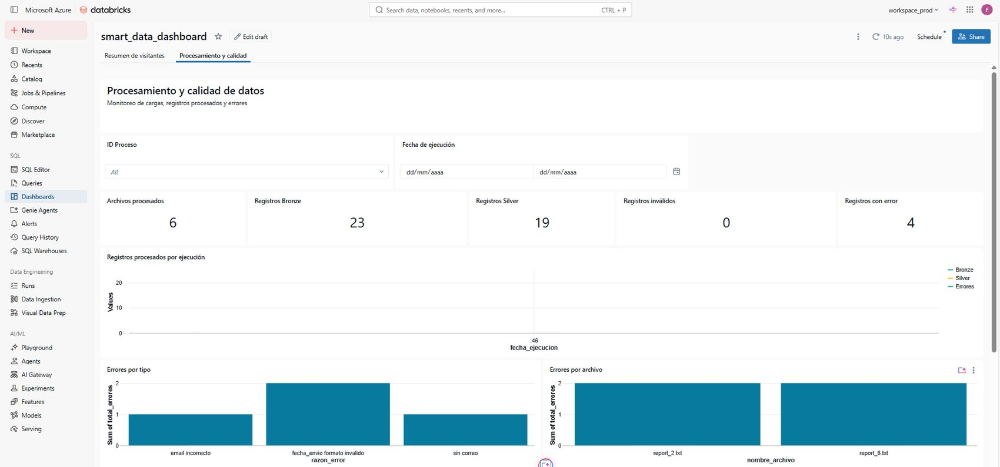 Microsoft Azure databricks
Search data, notebooks, recents, and more... CTRL + P
workspace_prod
F
New
Workspace
Recents
Catalog
Jobs & Pipelines
Compute
Discover
Marketplace
SQL
SQL Editor
Queries
Dashboards
Genie Agents
Alerts
Query History
SQL Warehouses
Data Engineering
Runs
Data Ingestion
Visual Data Prep
AI/ML
Playground
Agents
AI Gateway
Experiments
Features
Models
Serving
smart_data_dashboard Edit draft
10s ago Schedule Share
Resumen de visitantes Procesamiento y calidad
Procesamiento y calidad de datos
Monitoreo de cargas, registros procesados y errores
ID Proceso
All
Fecha de ejecución
dd/mm/aaaa dd/mm/aaaa
Archivos procesados
6
Registros Bronze
23
Registros Silver
19
Registros inválidos
0
Registros con error
4
Registros procesados por ejecución
Values
20
10
0
:46
fecha_ejecucion
Bronze
Silver
Errores
Errores por tipo
Sum of total_errores
2
1
0
email incorrecto fecha_envio formato invalido sin correo
razon_error
Errores por archivo
Sum of total_errores
2
1
0
report_2.txt report_6.txt
nombre_archivo